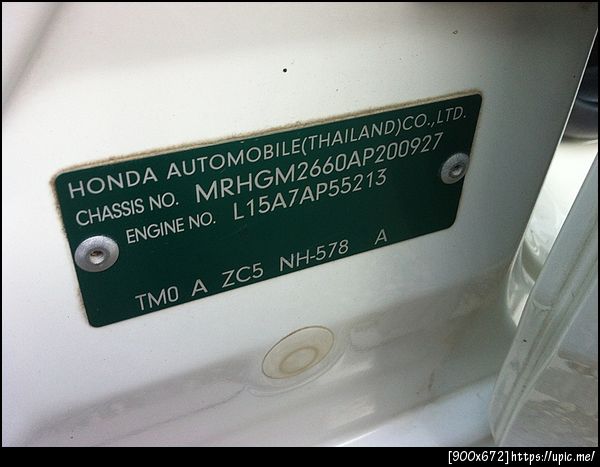 HONDA AUTOMOBILE(THAILAND)CO.,LTD.
CHASSIS NO. MRHGM2660AP200927
ENGINE NO. L15A7AP55213
TM0 A ZC5 NH-578 A
[900x672]https://upic.me/